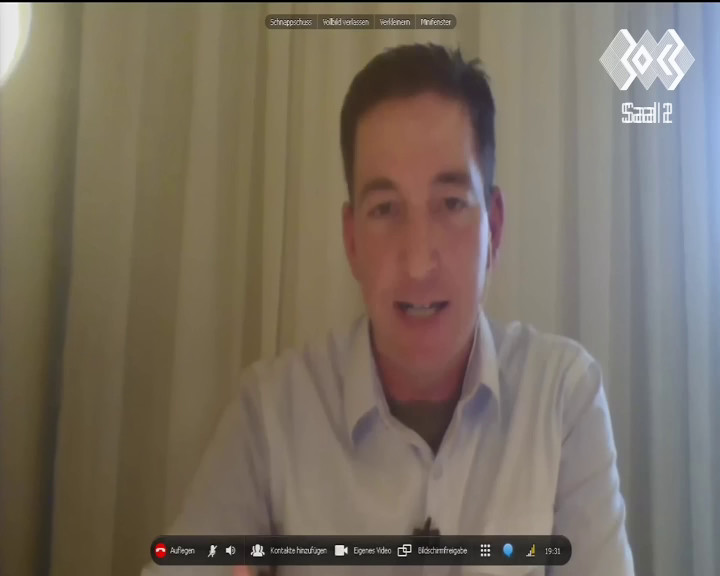 Schnappschuss Vollbild verlassen Verkleinern Minifenster
Saal 2
Auflegen Kontakte hinzufügen Eigenes Video Bildschirmfreigabe 19:31